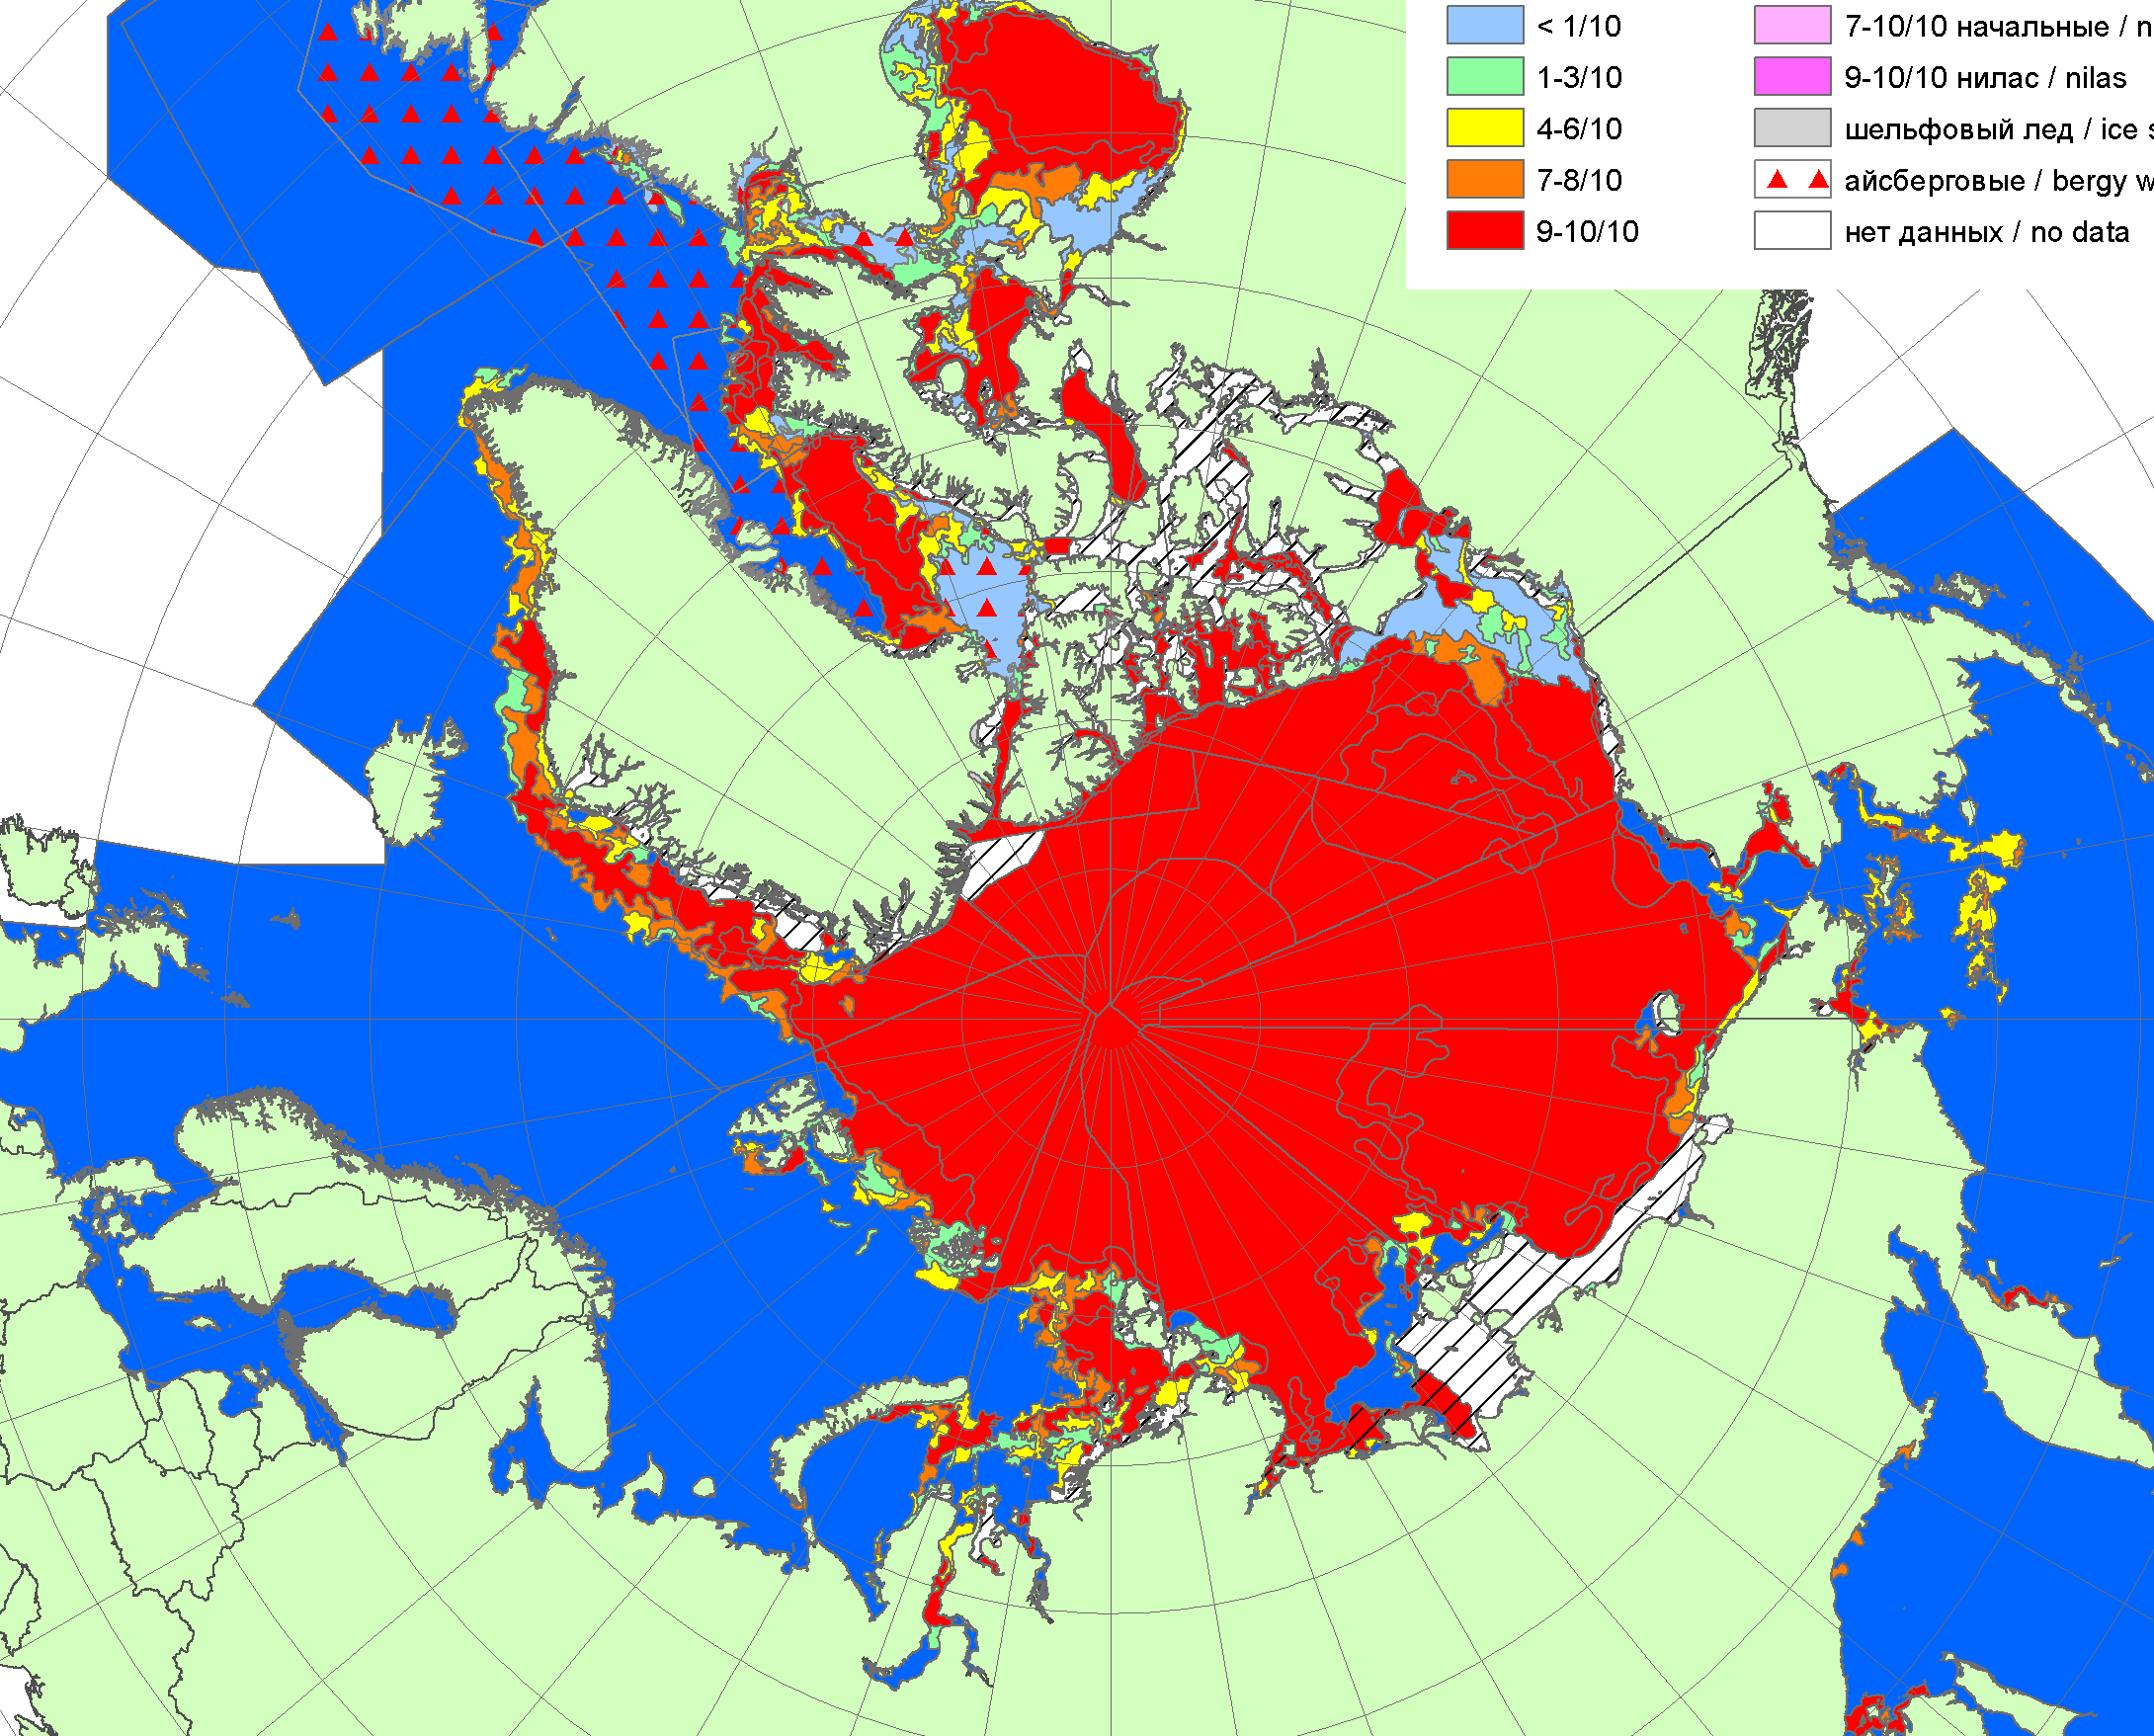 < 1/10
1-3/10
4-6/10
7-8/10
9-10/10
7-10/10 начальные /
9-10/10 нилас / nilas
шельфовый лед / ice
айсберговые / bergy
нет данных / no data